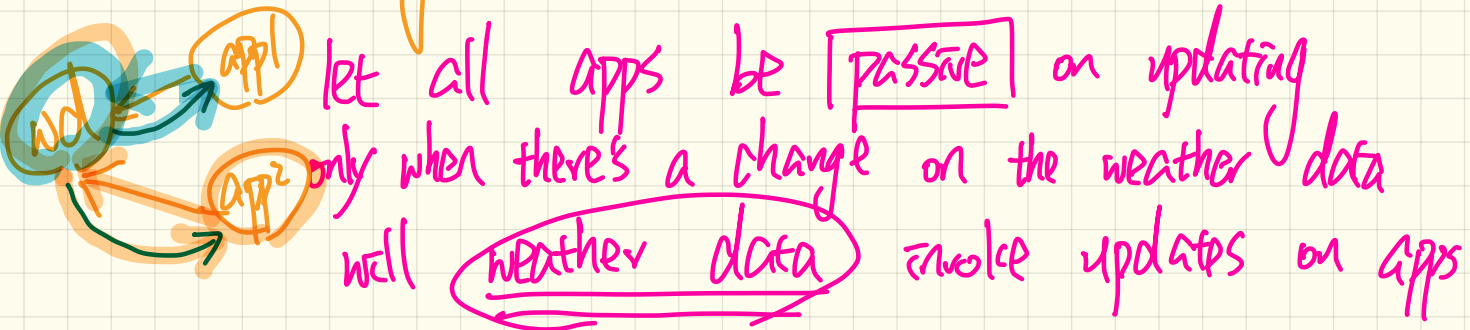 app1
wd
let all apps be passive on updating
app2
only when there's a change on the weather data
will weather data invoke updates on apps